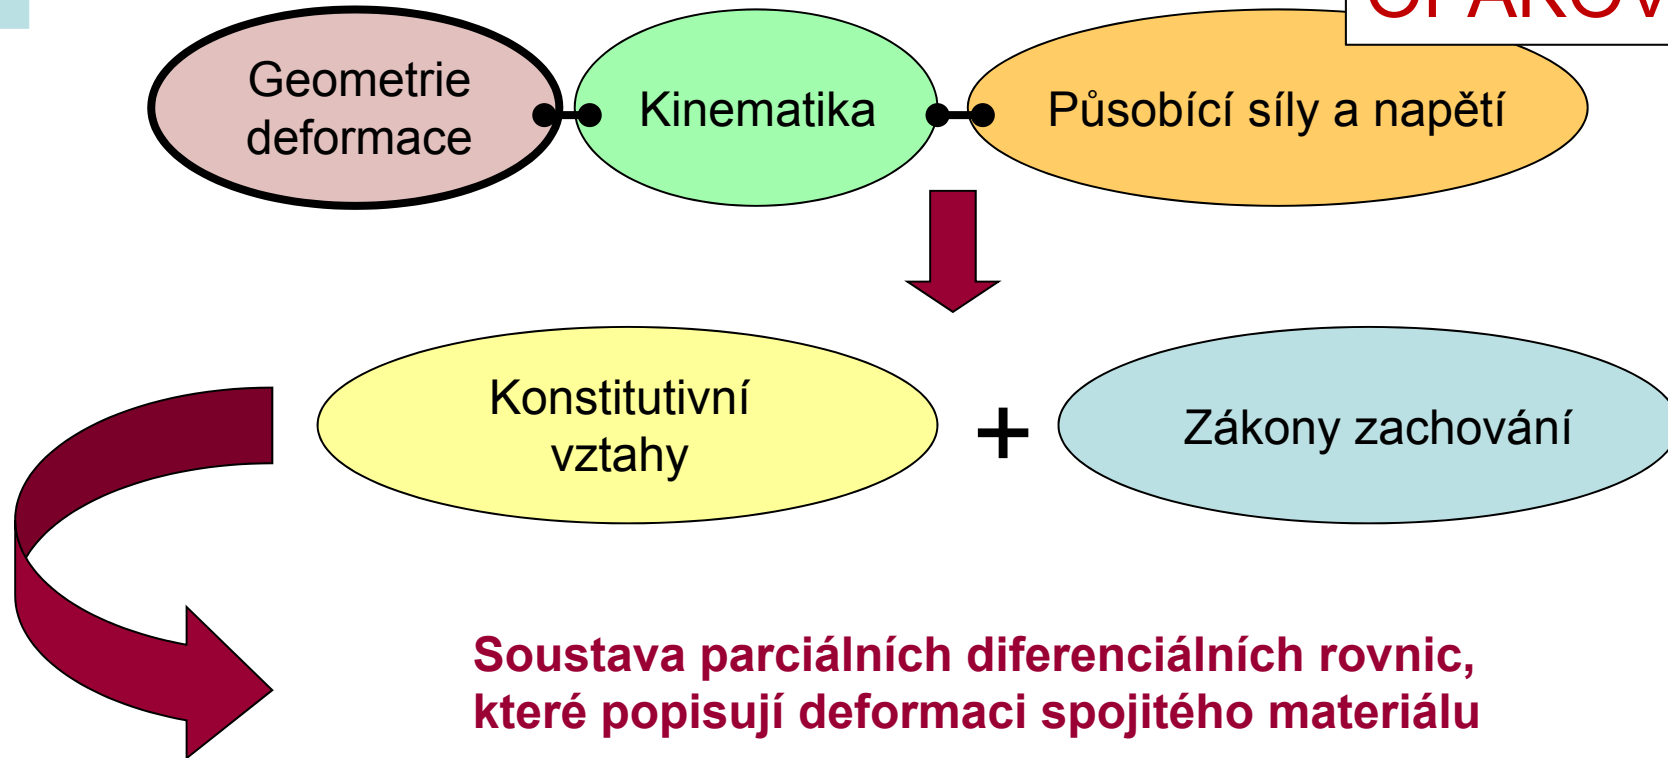 OPAKOV
Geometrie
deformace
Kinematika
Působící síly a napětí
Konstitutivní
vztahy
+
Zákony zachování
Soustava parciálních diferenciálních rovnic,
které popisují deformaci spojitého materiálu